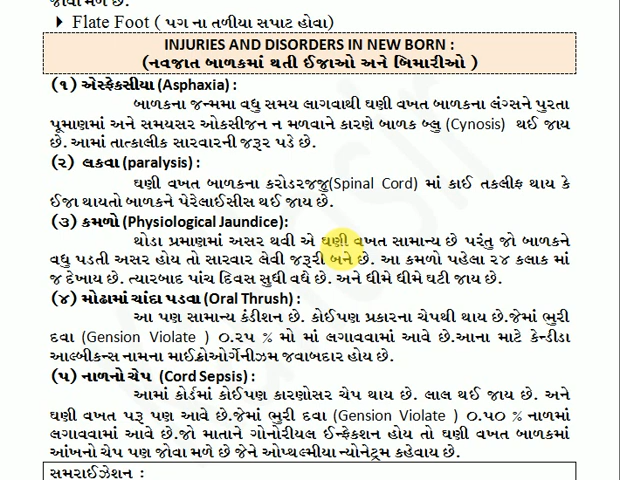 જોવા મળે છે.
Flate Foot ( પગ ના તળીયા સપાટ હોવા)
INJURIES AND DISORDERS IN NEW BORN :
(નવજાત બાળકમાં થતી ઈજાઓ અને બિમારીઓ )
(૧) એસ્ફેકસીયા (Asphaxia) :
બાળકના જન્મમા વધુ સમય લાગવાથી ઘણી વખત બાળકના લંગ્સને પુરતા
પ્રમાણમાં અને સમયસર ઓકસીજન ન મળવાને કારણે બાળક બ્લુ (Cynosis) થઈ જાય
છે. આમાં તાત્કાલીક સારવારની જરૂર પડે છે.
(૨) લકવા (paralysis) :
ઘણી વખત બાળકના કરોડરજજુ(Spinal Cord) માં કાઈ તકલીફ થાય કે
ઈજા થાયતો બાળકને પેરેલાઈસીસ થઈ જાય છે.
(૩) કમળો (Physiological Jaundice):
થોડા પ્રમાણમાં અસર થવી એ ઘણી વખત સામાન્ય છે પરંતુ જો બાળકને
વધુ પડતી અસર હોય તો સારવાર લેવી જરૂરી બને છે. આ કમળો પહેલા ૨૪ કલાક માં
જ દેખાય છે. ત્યારબાદ પાંચ દિવસ સુધી વધે છે. અને ધીમે ધીમે ઘટી જાય છે.
(૪) મોઢામાં ચાંદા પડવા (Oral Thrush) :
આ પણ સામાન્ય કંડીશન છે. કોઈપણ પ્રકારના ચેપથી થાય છે.જેમાં ભુરી
દવા (Gension Violate ) ૦.૨૫ % મો માં લગાવવામાં આવે છે.આના માટે કેન્ડીડા
આલ્બીકન્સ નામના માઈક્રોઓર્ગેનીઝમ જવાબદાર હોય છે.
(૫) નાળનો ચેપ (Cord Sepsis) :
આમાં કોર્ડમાં કોઈપણ કારણોસર ચેપ થાય છે. લાલ થઈ જાય છે. અને
ઘણી વખત પરૂ પણ આવે છે.જેમાં ભુરી દવા (Gension Violate ) ૦.૫૦ % નાળમાં
લગાવવામાં આવે છે.જો માતાને ગોનોરીયલ ઈન્ફેકશન હોય તો ઘણી વખત બાળકમાં
આંખનો ચેપ પણ જોવા મળે છે જેને ઓપ્થલ્મીયા ન્યોનેટ્રમ કહેવાય છે.
સમરાઈઝેશન :